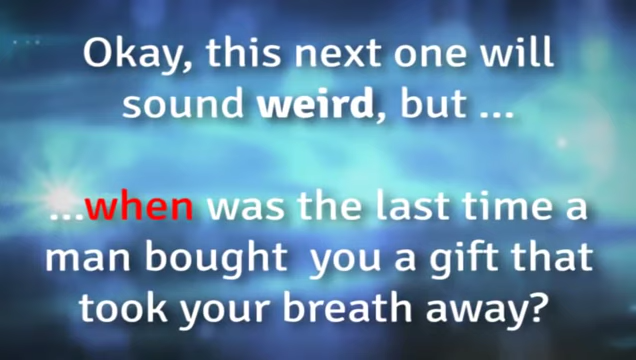 Okay, this next one will
sound weird, but ...
...when was the last time a
man bought  you a gift that
took your breath away?